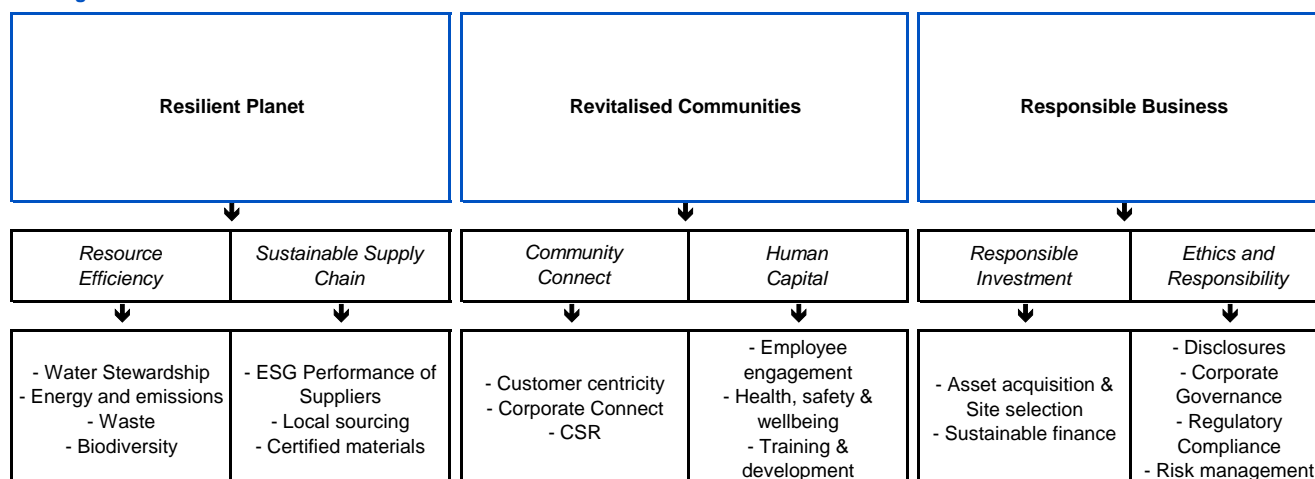 Resilient Planet
Revitalised Communities
Responsible Business
Resource
Efficiency
Sustainable Supply
Chain
Community
Connect
Human
Capital
Responsible
Investment
Ethics and
Responsibility
- Water Stewardship
- Energy and emissions
- Waste
- Biodiversity
- ESG Performance of
Suppliers
- Local sourcing
- Certified materials
- Customer centricity
- Corporate Connect
- CSR
- Employee
engagement
- Health, safety &
wellbeing
- Training &
development
- Asset acquisition &
Site selection
- Sustainable finance
- Disclosures
- Corporate
Governance
- Regulatory
Compliance
- Risk management